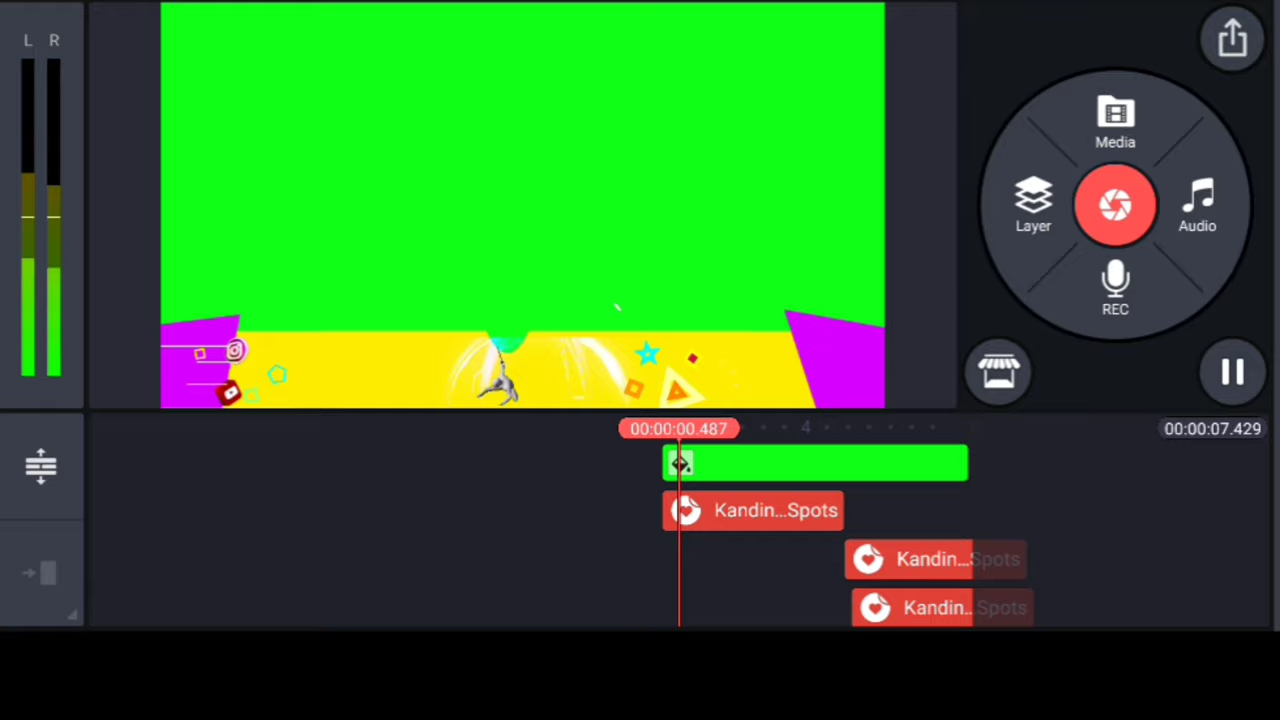 L R
Media
Layer
Audio
REC
00:00:00.487
4
00:00:07.429
Kandin...Spots
Kandin...Spots
Kandin...Spots